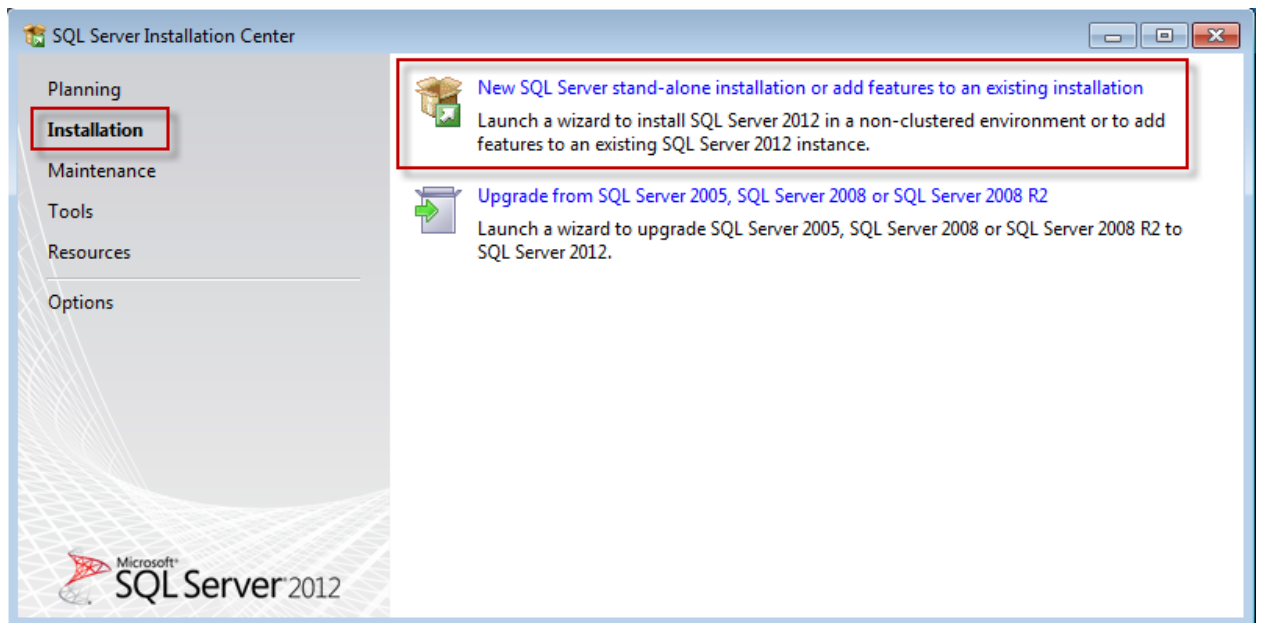 SQL Server Installation Center
Planning
Installation
Maintenance
Tools
Resources
Options
New SQL Server stand-alone installation or add features to an existing installation
Launch a wizard to install SQL Server 2012 in a non-clustered environment or to add
features to an existing SQL Server 2012 instance.
Upgrade from SQL Server 2005, SQL Server 2008 or SQL Server 2008 R2
Launch a wizard to upgrade SQL Server 2005, SQL Server 2008 or SQL Server 2008 R2 to
SQL Server 2012.
Microsoft®
SQL Server 2012